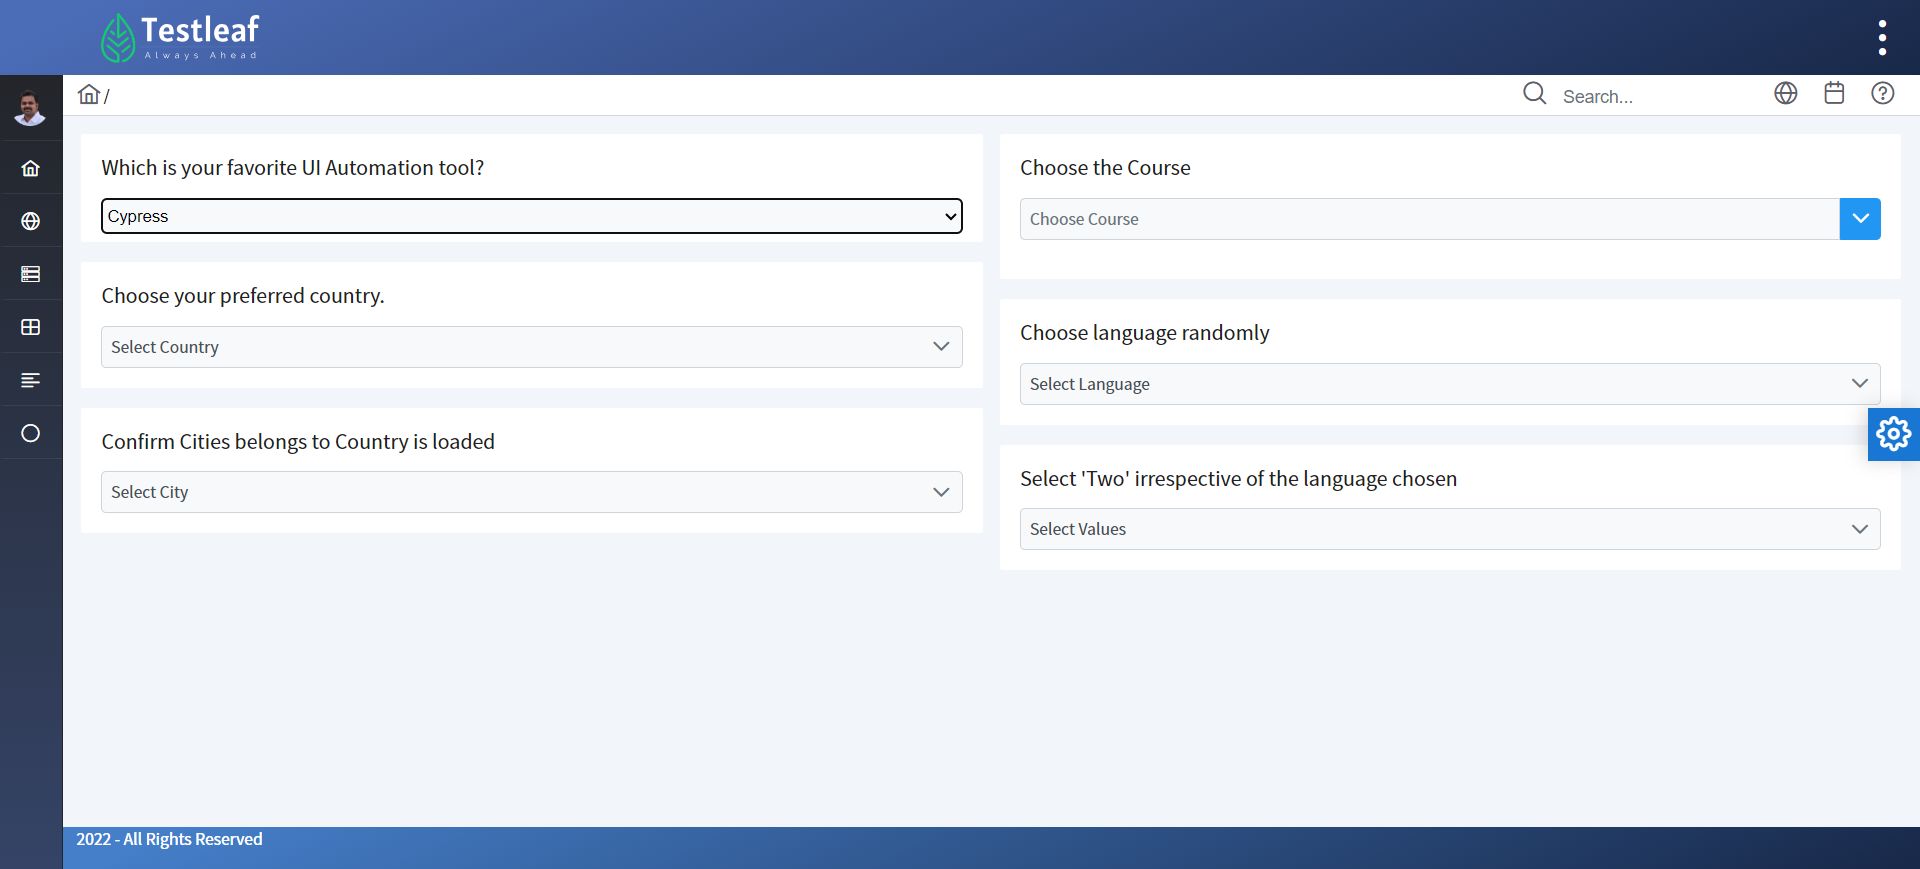 Testleaf
Always Ahead
/
Search...
Which is your favorite UI Automation tool?
Cypress
Choose your preferred country.
Select Country
Confirm Cities belongs to Country is loaded
Select City
Choose the Course
Choose Course
Choose language randomly
Select Language
Select 'Two' irrespective of the language chosen
Select Values
2022 - All Rights Reserved